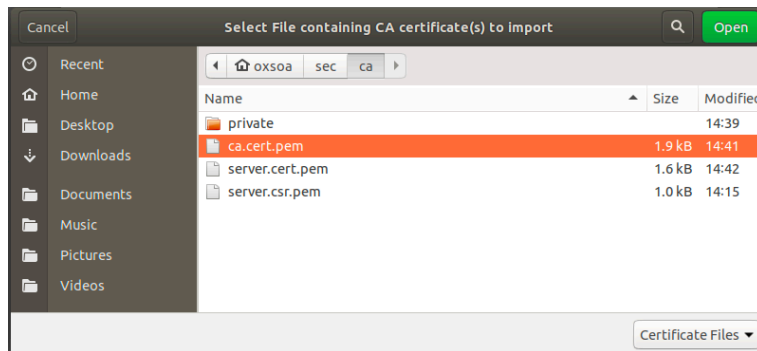 Cancel Select File containing CA certificate(s) to import Open
Recent oxsoa sec ca
Home Name Size Modified
Desktop private 14:39
ca.cert.pem 1.9 kB 14:41
Downloads
server.cert.pem 1.6 kB 14:42
Documents server.csr.pem 1.0 kB 14:15
Music
Pictures
Videos
Certificate Files